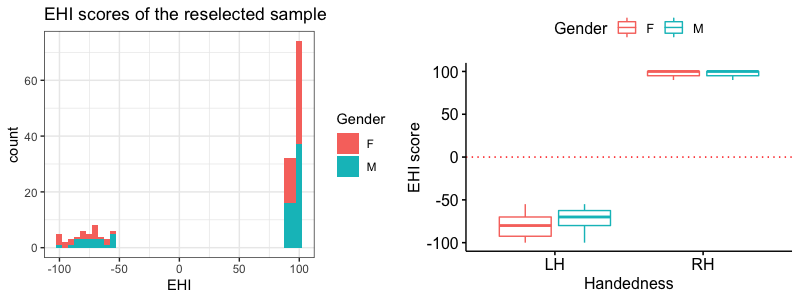 EHI scores of the reselected sample
60
40
20
0
count
-100
-50
0
50
100
EHI
Gender
F
M
Gender F M
100
50
0
-50
-100
EHI score
LH
RH
Handedness